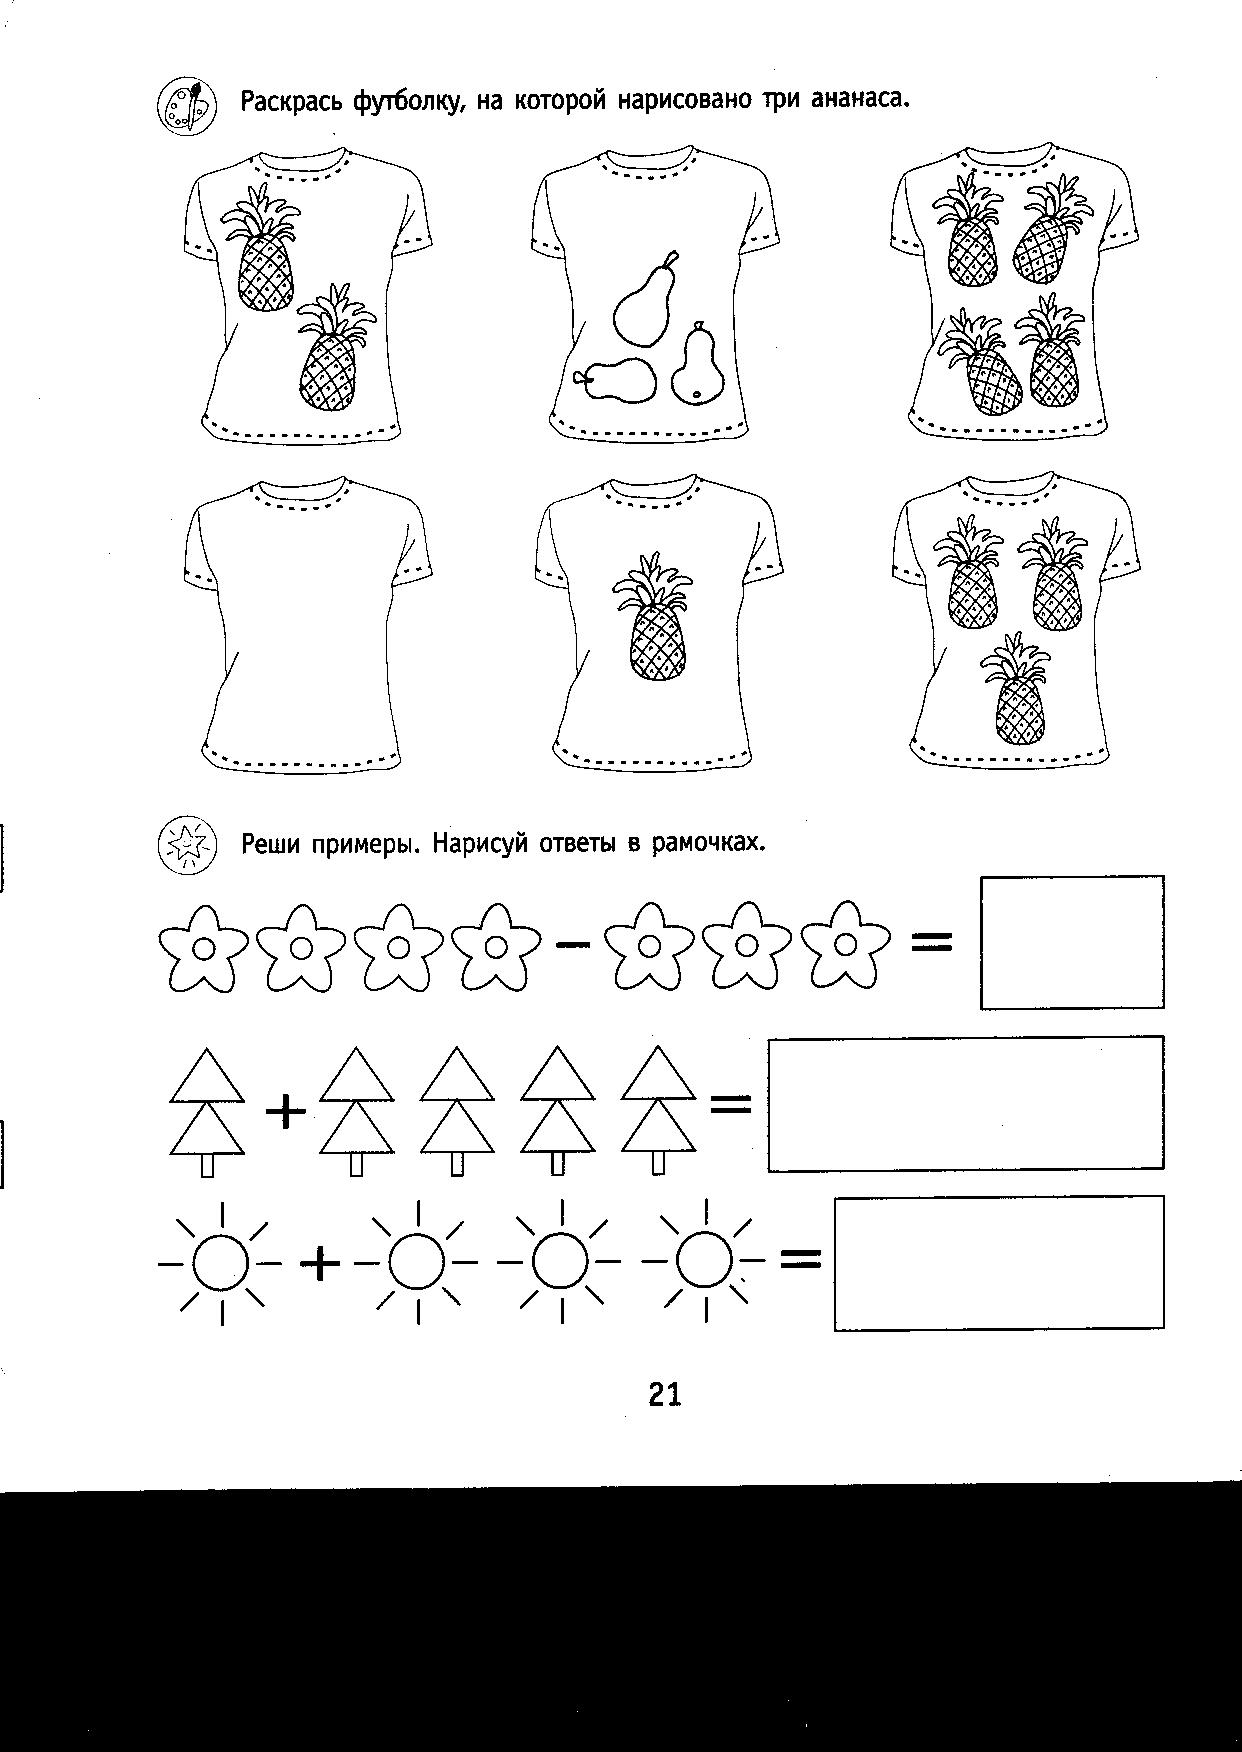 Раскрась футболку, на которой нарисовано три ананаса.
Реши примеры. Нарисуй ответы в рамочках.
− =
+ =
+ =
21